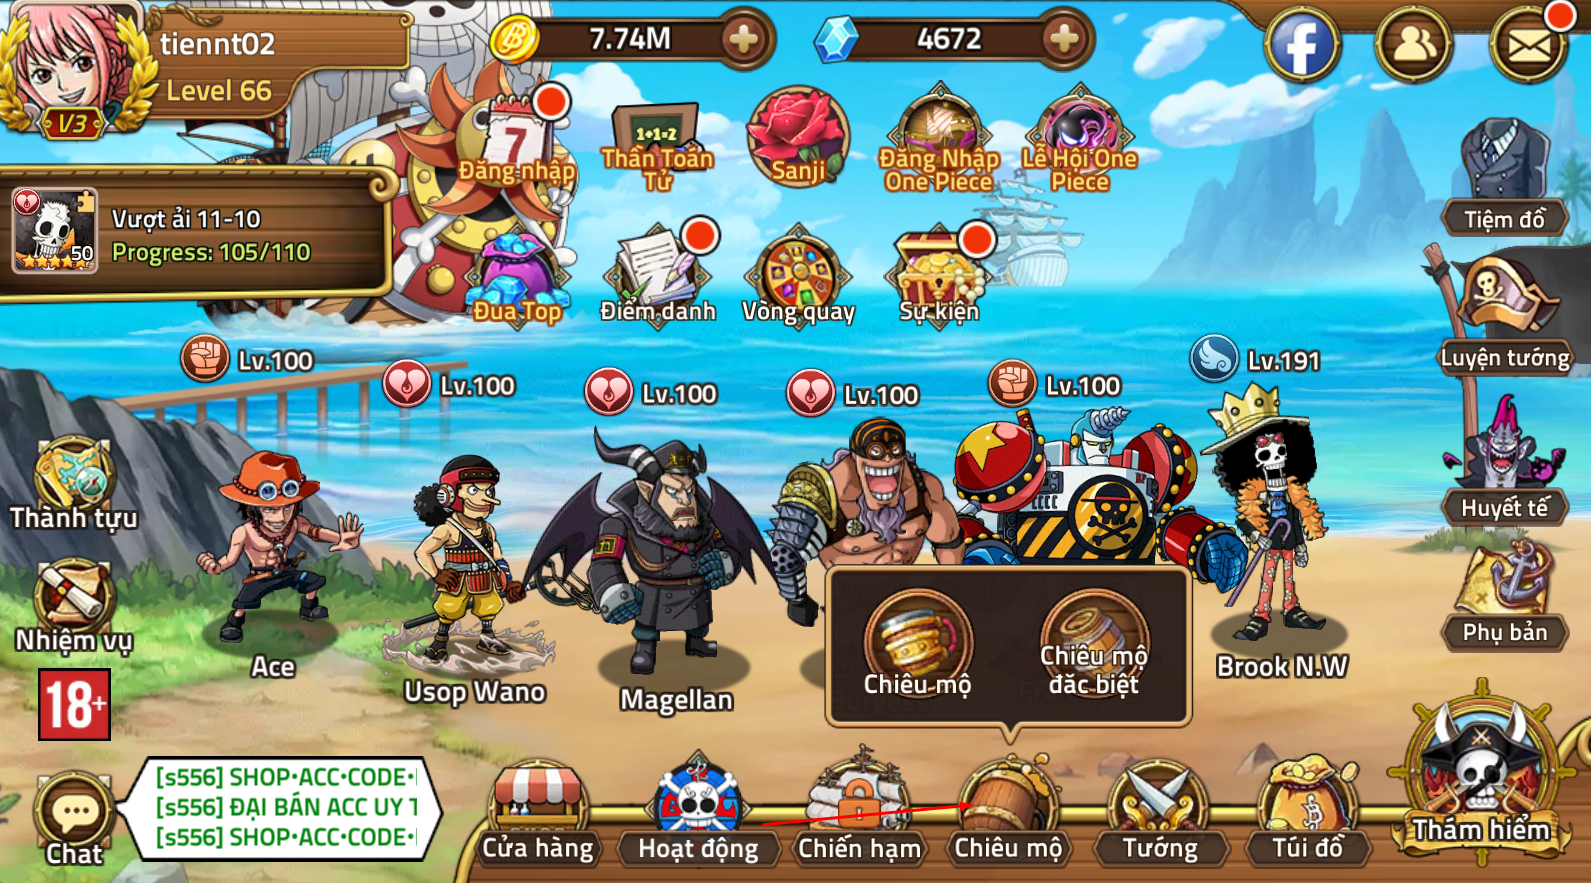 tiennt02
Level 66
V3
7.74M
4672
Vượt ải 11-10
Progress: 105/110
50
7
Đăng nhập
1+1=2
Thần Toán
Tử
Sanji
Đăng Nhập
One Piece
Lễ Hội One
Piece
Đua Top
Điểm danh
Vòng quay
Sự kiện
Tiệm đồ
Luyện tướng
Huyết tế
Phụ bản
Lv.100
Lv.100
Lv.100
Lv.100
Lv.100
Lv.191
Thành tựu
Nhiệm vụ
18+
Ace
Usop Wano
Magellan
Brook N.W
Chiêu mộ
Chiêu mộ
đặc biệt
[s556] SHOP•ACC•CODE•
[s556] ĐẠI BÁN ACC UY T
[s556] SHOP•ACC•CODE•
Chat
Cửa hàng
Hoạt động
Chiến hạm
Chiêu mộ
Tướng
Túi đồ
Thám hiểm